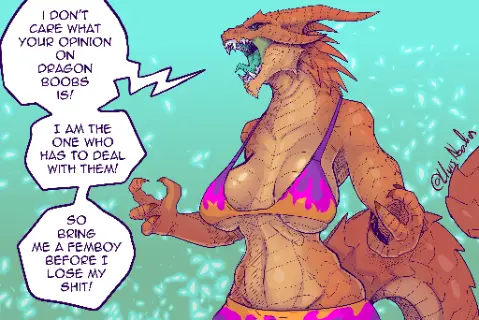 I DON'T
CARE WHAT
YOUR OPINION
ON
DRAGON
BOOBS
IS!
I AM THE
ONE WHO
HAS TO DEAL
WITH THEM!
SO
BRING
ME A FEMBOY
BEFORE I
LOSE MY
SHIT!